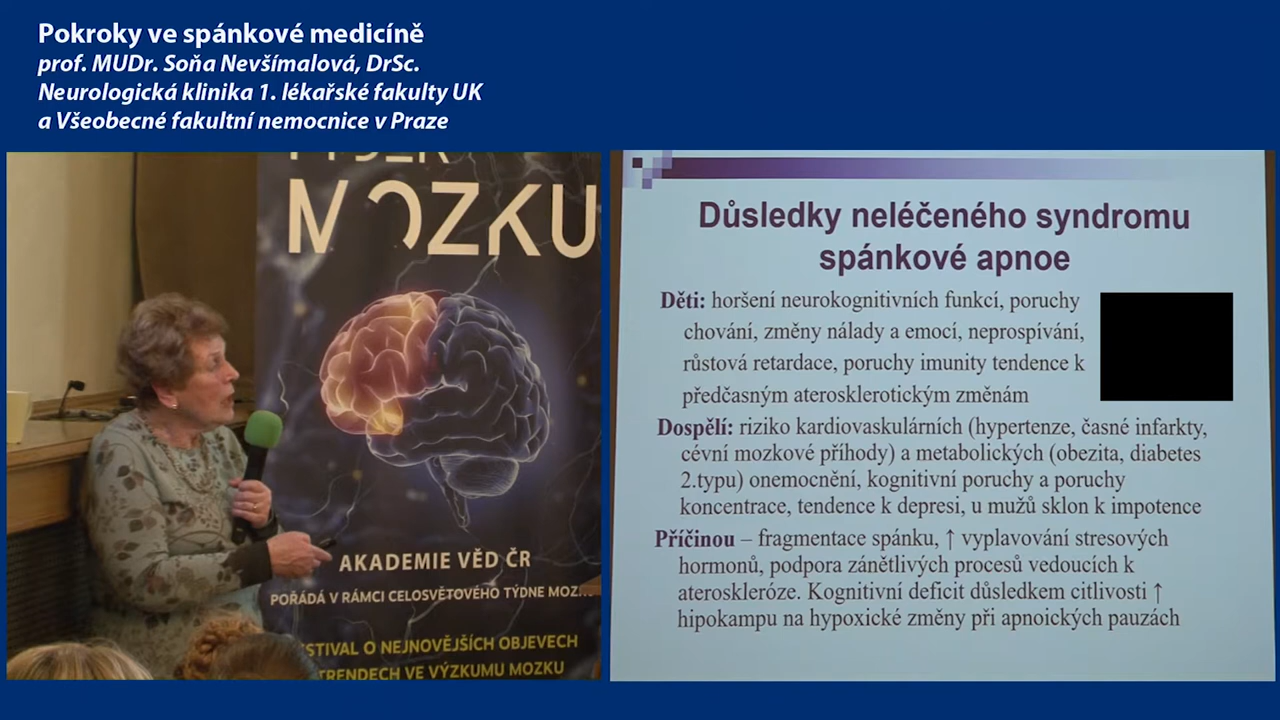 Pokroky ve spánkové medicíně
prof. MUDr. Soňa Nevšímalová, DrSc.
Neurologická klinika 1. lékařské fakulty UK
a Všeobecné fakultní nemocnice v Praze
MOZKU
AKADEMIE VĚD ČR
POŘÁDÁ V RÁMCI CELOSVĚTOVÉHO TÝDNE
O NEJNOVĚJŠÍCH OBJEVECH
TRENDECH VE VÝZKUMU MOZKU
Důsledky neléčeného syndromu
spánkové apnoe
Děti: horšení neurokognitivních funkcí, poruchy
chování, změny nálady a emocí, neprospívání,
růstová retardace, poruchy imunity tendence k
předčasným aterosklerotickým změnám
Dospělí: riziko kardiovaskulárních (hypertenze, časné infarkty,
cévní mozkové příhody) a metabolických (obezita, diabetes
2.typu) onemocnění, kognitivní poruchy a poruchy
koncentrace, tendence k depresi, u mužů sklon k impotence
Příčinou – fragmentace spánku, ↑ vyplavování stresových
hormonů, podpora zánětlivých procesů vedoucích k
ateroskleróze. Kognitivní deficit důsledkem citlivosti ↑
hipokampu na hypoxické změny při apnoických pauzách